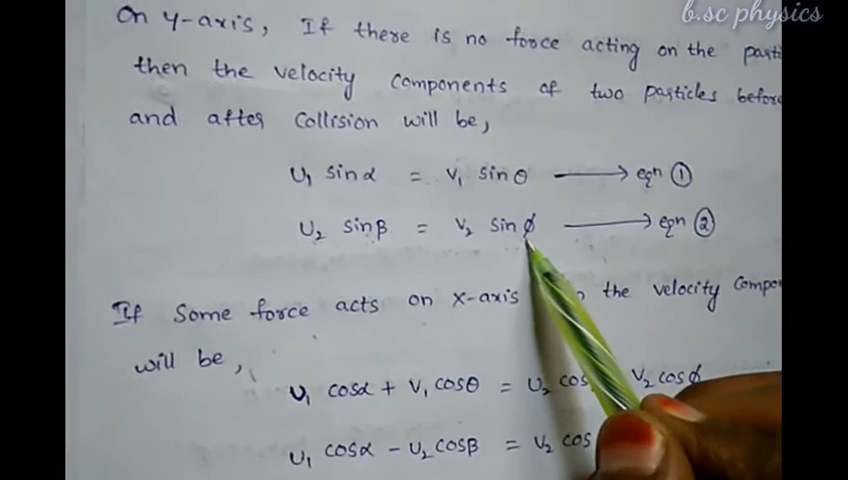 b.sc physics
On y-axis, If there is no force acting on the
then the velocity components of two particles before
and after collision will be,
U₁ sinα = V₁ sinθ ⟶ eqn ①
U₂ sinβ = V₂ sinϕ ⟶ eqn ②
If some force acts on x-axis the velocity
will be,
U₁ cosα + V₁ cosθ = U₂ cos V₂ cosϕ
U₁ cosα - U₂ cosβ = V₂ cos